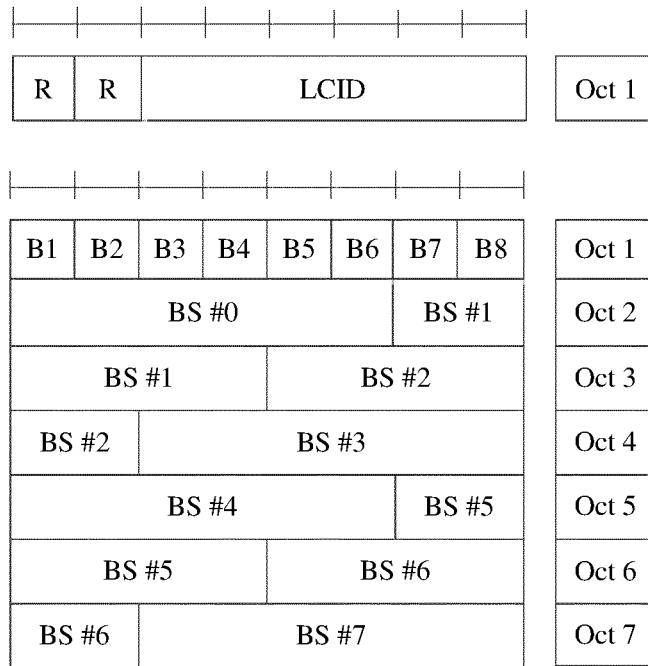 R R LCID Oct 1
B1 B2 B3 B4 B5 B6 B7 B8 Oct 1
BS #0 BS #1 Oct 2
BS #1 BS #2 Oct 3
BS #2 BS #3 Oct 4
BS #4 BS #5 Oct 5
BS #5 BS #6 Oct 6
BS #6 BS #7 Oct 7